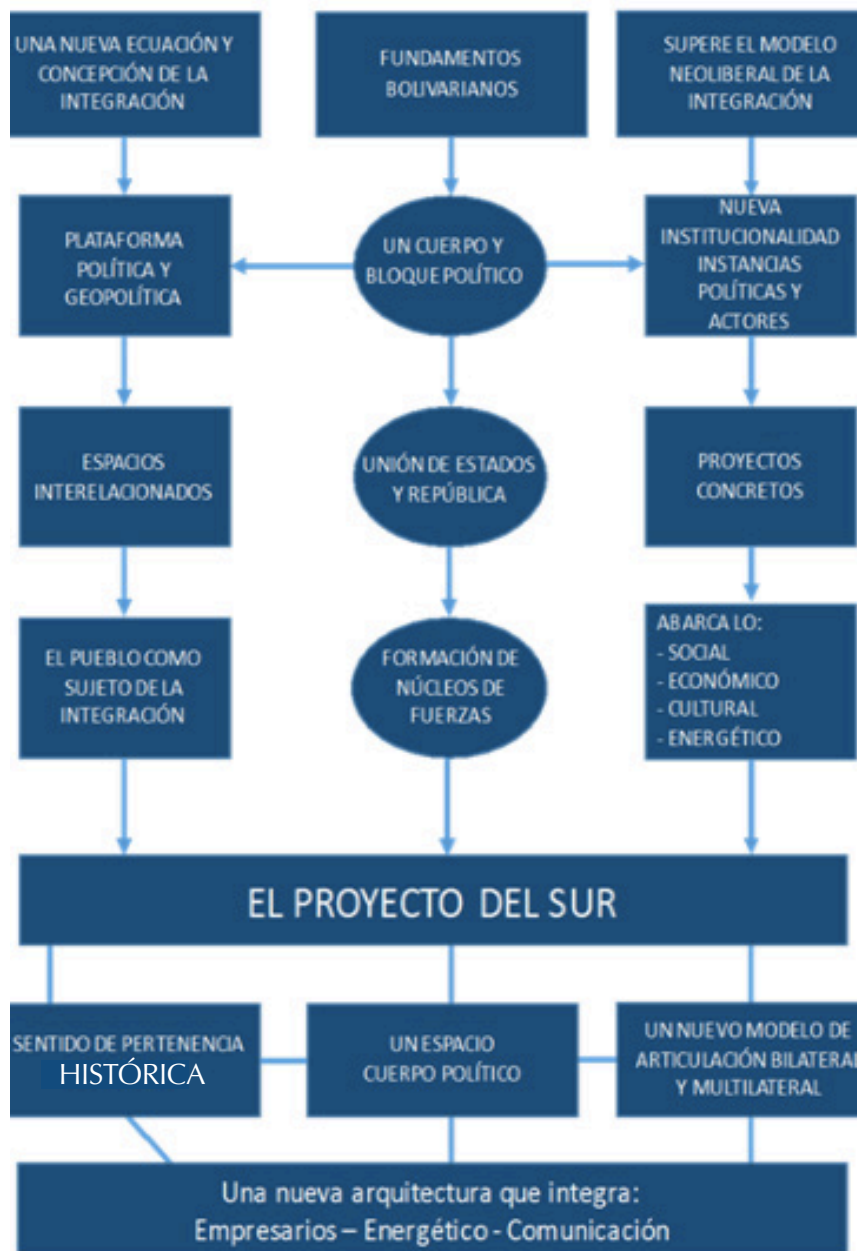 UNA NUEVA ECUACIÓN Y
CONCEPCIÓN DE LA
INTEGRACIÓN
FUNDAMENTOS
BOLIVARIANOS
SUPERE EL MODELO
NEOLIBERAL DE LA
INTEGRACIÓN
PLATAFORMA
POLÍTICA Y
GEOPOLÍTICA
UN CUERPO Y
BLOQUE POLÍTICO
NUEVA
INSTITUCIONALIDAD
INSTANCIAS
POLÍTICAS Y
ACTORES
ESPACIOS
INTERELACIONADOS
UNIÓN DE ESTADOS
Y REPÚBLICA
PROYECTOS
CONCRETOS
EL PUEBLO COMO
SUJETO DE LA
INTEGRACIÓN
FORMACIÓN DE
NÚCLEOS DE
FUERZAS
ABARCA LO:
- SOCIAL
- ECONÓMICO
- CULTURAL
- ENERGÉTICO
EL PROYECTO DEL SUR
SENTIDO DE PERTENENCIA
HISTÓRICA
UN ESPACIO
CUERPO POLÍTICO
UN NUEVO MODELO DE
ARTICULACIÓN BILATERAL
Y MULTILATERAL
Una nueva arquitectura que integra:
Empresarios – Energético - Comunicación